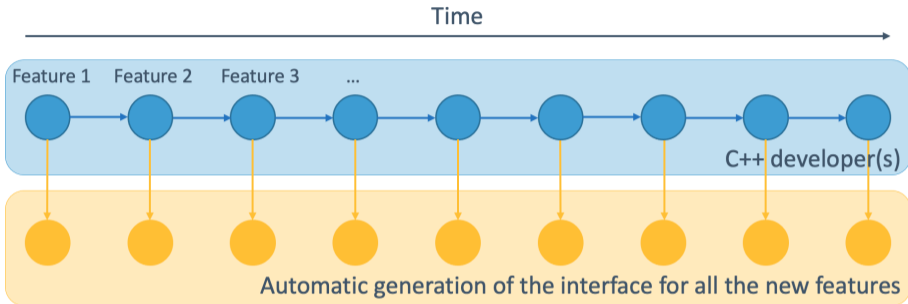 Time
Feature 1 Feature 2 Feature 3 ...
C++ developer(s)
Automatic generation of the interface for all the new features